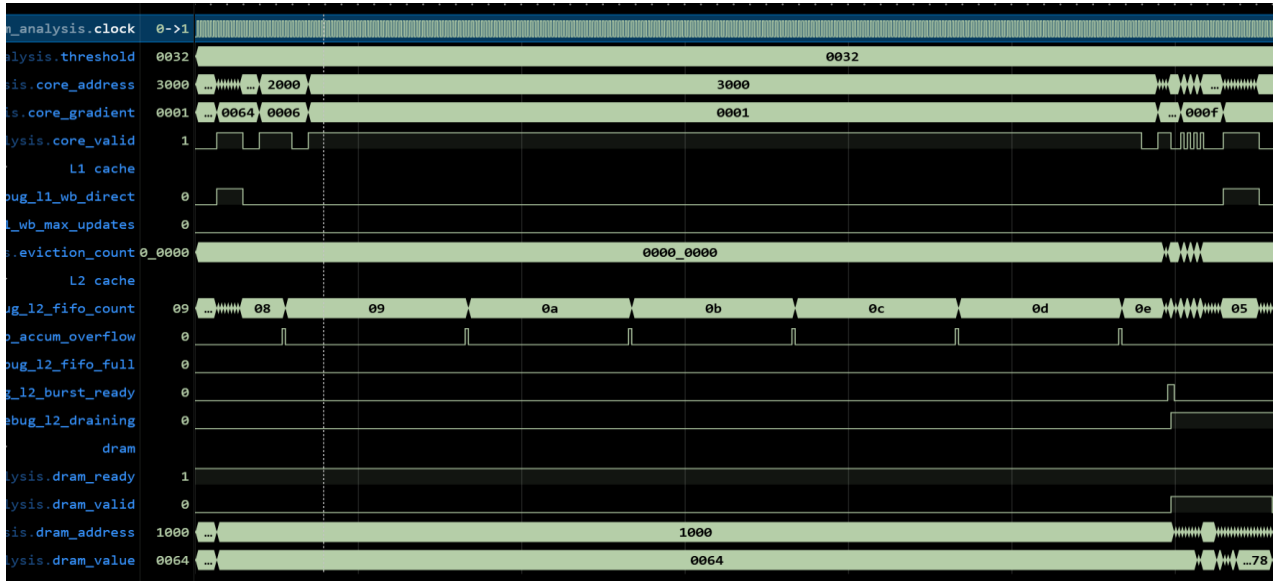 m_analysis.clock 0->1
alysis.threshold 0032 0032
sis.core_address 3000 … … 2000 3000 …
is.core_gradient 0001 … 0064 0006 0001 … 000f
lysis.core_valid 1
L1 cache
bug_l1_wb_direct 0
1_wb_max_updates 0
s.eviction_count 0_0000 0000_0000
L2 cache
ug_l2_fifo_count 09 … 08 09 0a 0b 0c 0d 0e 05
o_accum_overflow 0
bug_l2_fifo_full 0
g_l2_burst_ready 0
ebug_l2_draining 0
dram
lysis.dram_ready 1
alysis.dram_valid 0
sis.dram_address 1000 … 1000
lysis.dram_value 0064 … 0064 …78